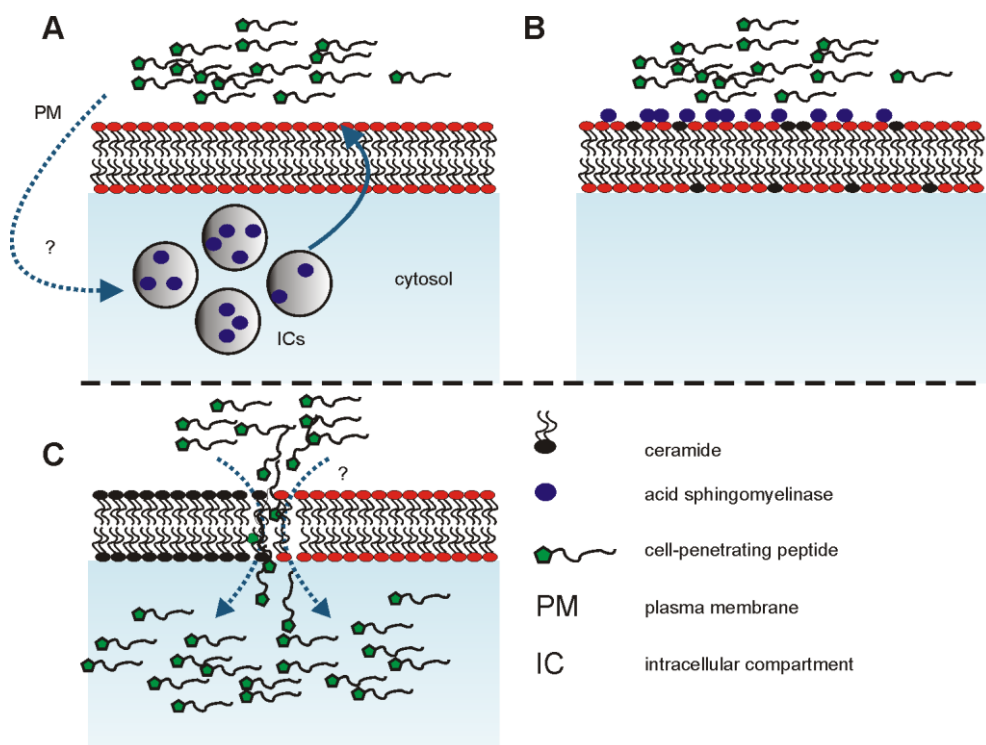 A
B
PM
?
cytosol
ICs
C
?
ceramide
acid sphingomyelinase
cell-penetrating peptide
PM plasma membrane
IC intracellular compartment